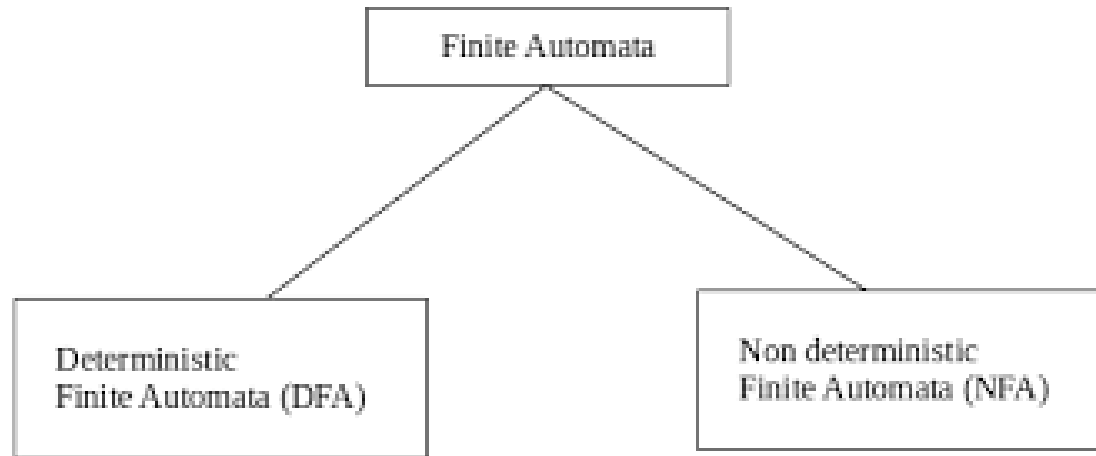 Finite Automata
Deterministic
Finite Automata (DFA)
Non deterministic
Finite Automata (NFA)